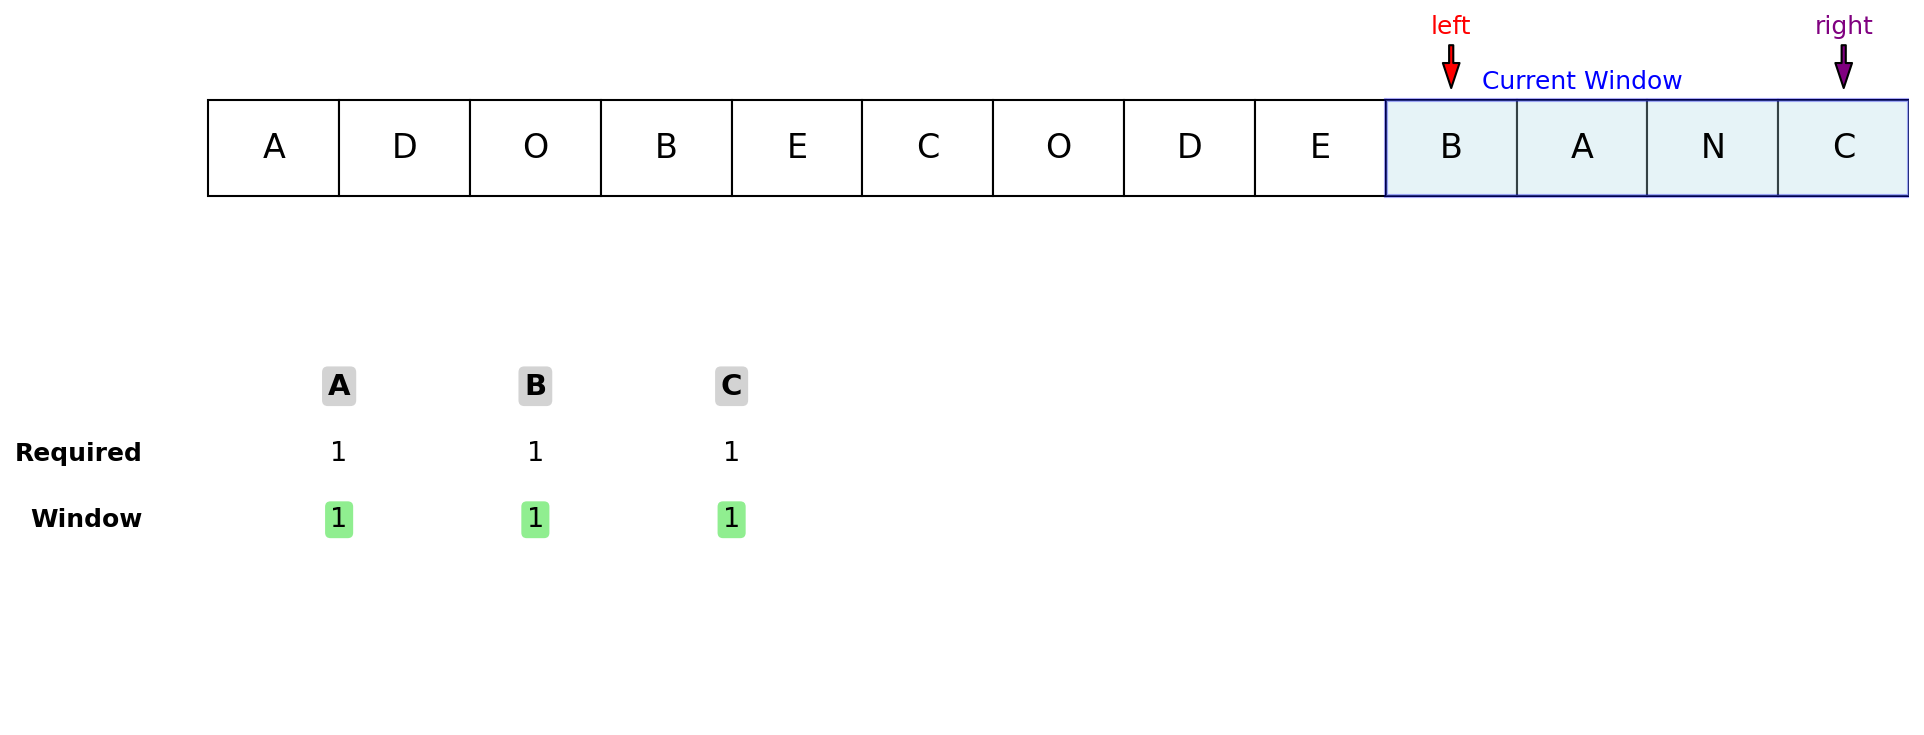 left right
Current Window
A D O B E C O D E B A N C
A B C
Required 1 1 1
Window 1 1 1